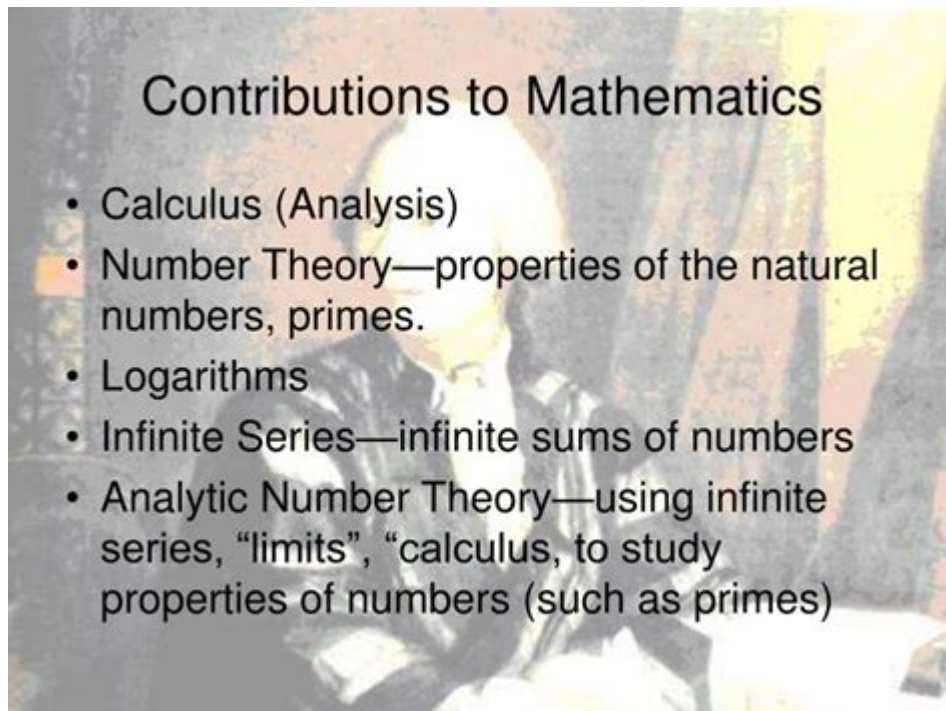 Contributions to Mathematics
• Calculus (Analysis)
• Number Theory—properties of the natural
numbers, primes.
• Logarithms
• Infinite Series—infinite sums of numbers
• Analytic Number Theory—using infinite
series, “limits”, “calculus, to study
properties of numbers (such as primes)